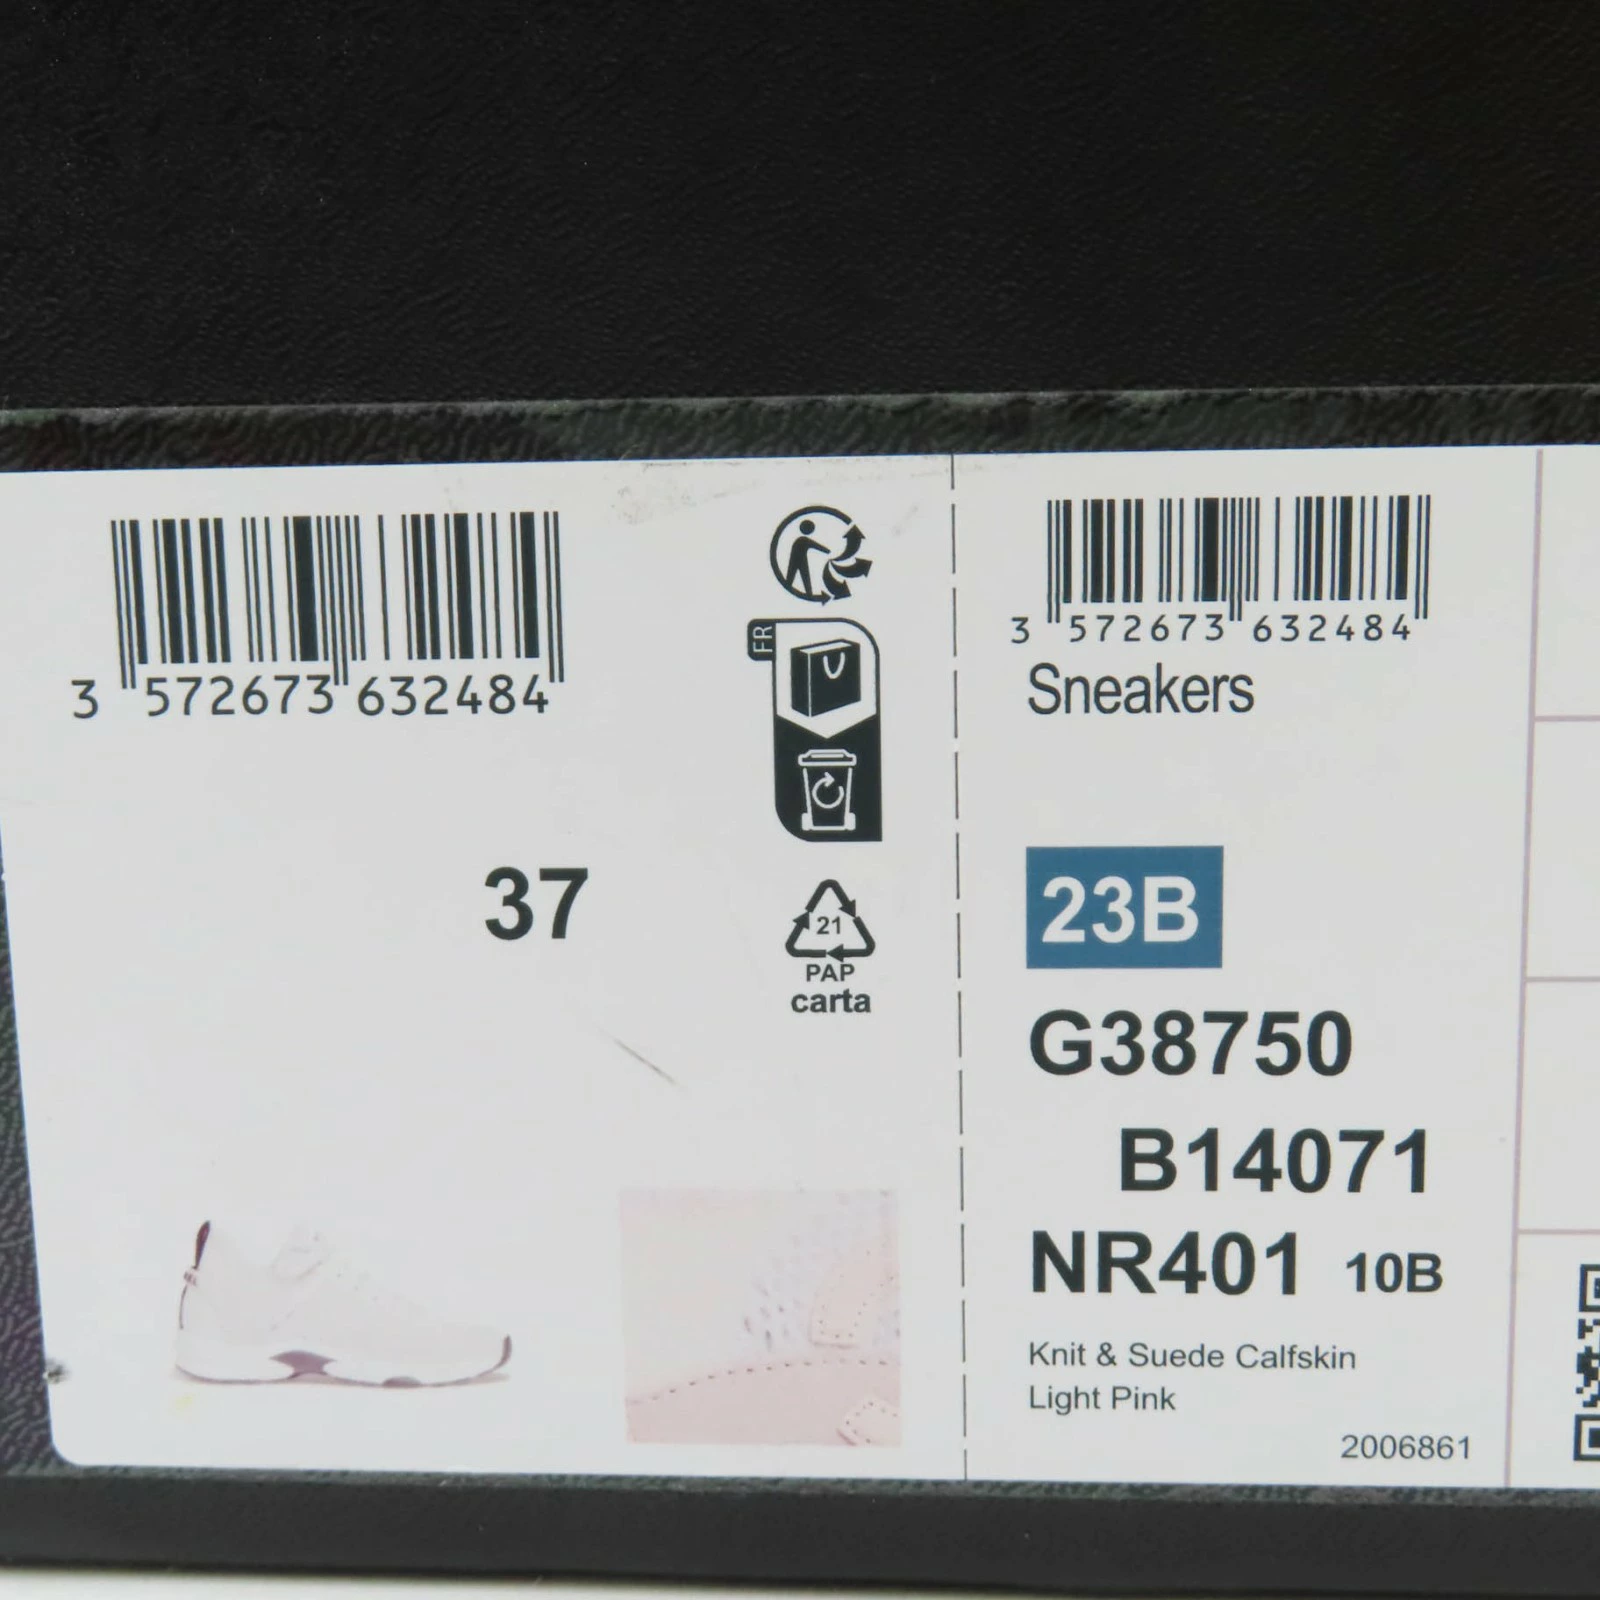 3 572673 632484
FR
37
21
PAP
carta
3 572673 632484
Sneakers
23B
G38750
B14071
NR401 10B
Knit & Suede Calfskin
Light Pink
2006861